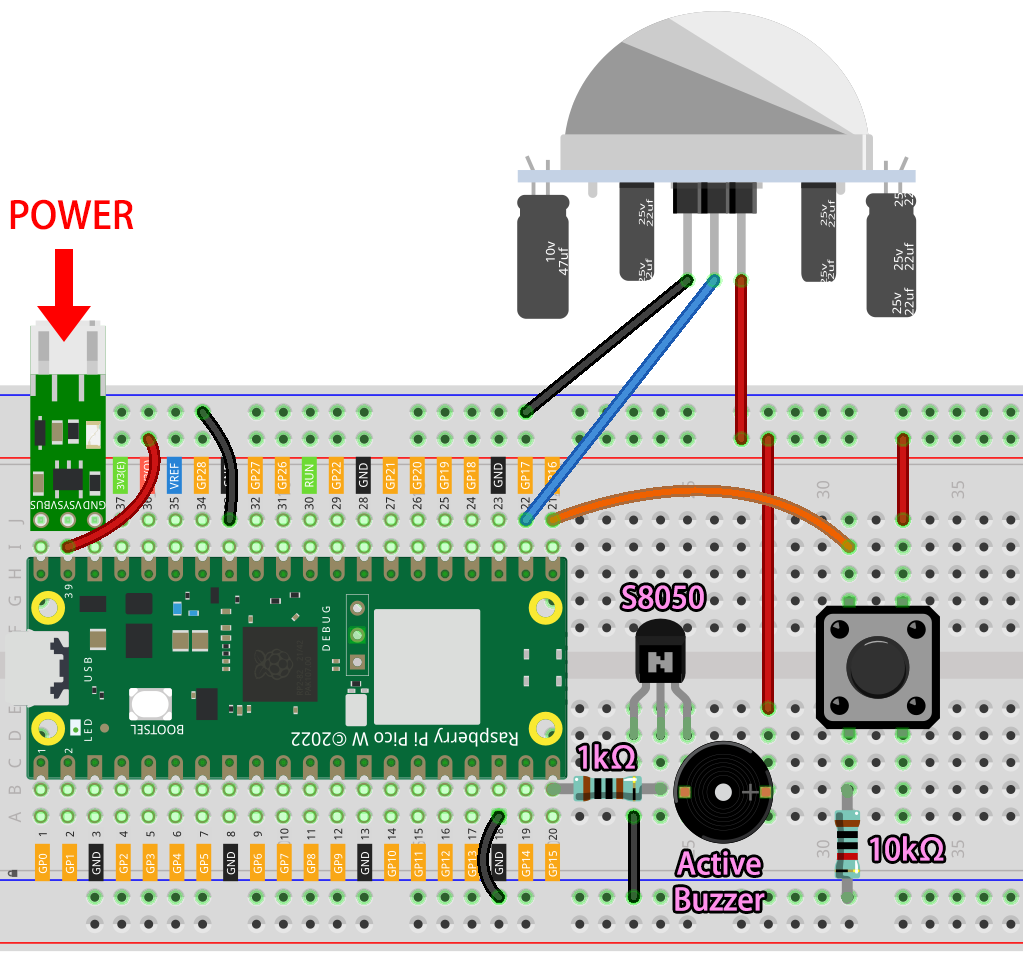 POWER
10v
47uf
25v
22uf
25v
22uf
25v
22uf
25v
22uf
25v
22uf
VBUS
VSYS
GND
3V3(E)
VREF
GP28
GP27
GP26
RUN
GP22
GND
GP21
GP20
GP19
GP18
GND
GP17
37
36
35
34
32
31
30
29
28
27
26
25
24
23
22
21
30
35
J
I
H
G
F
39
DEBUG
USB
BOOTSEL
LED
1
2
Raspberry Pi Pico W ©2022
S8050
N
E
D
C
B
A
1kΩ
+
1
2
3
4
5
6
7
8
9
10
11
12
13
14
15
16
17
18
19
20
30
35
GP0
GP1
GND
GP2
GP3
GP4
GP5
GND
GP6
GP7
GP8
GP9
GND
GP10
GP11
GP12
GP13
GND
GP14
GP15
Active
Buzzer
10kΩ